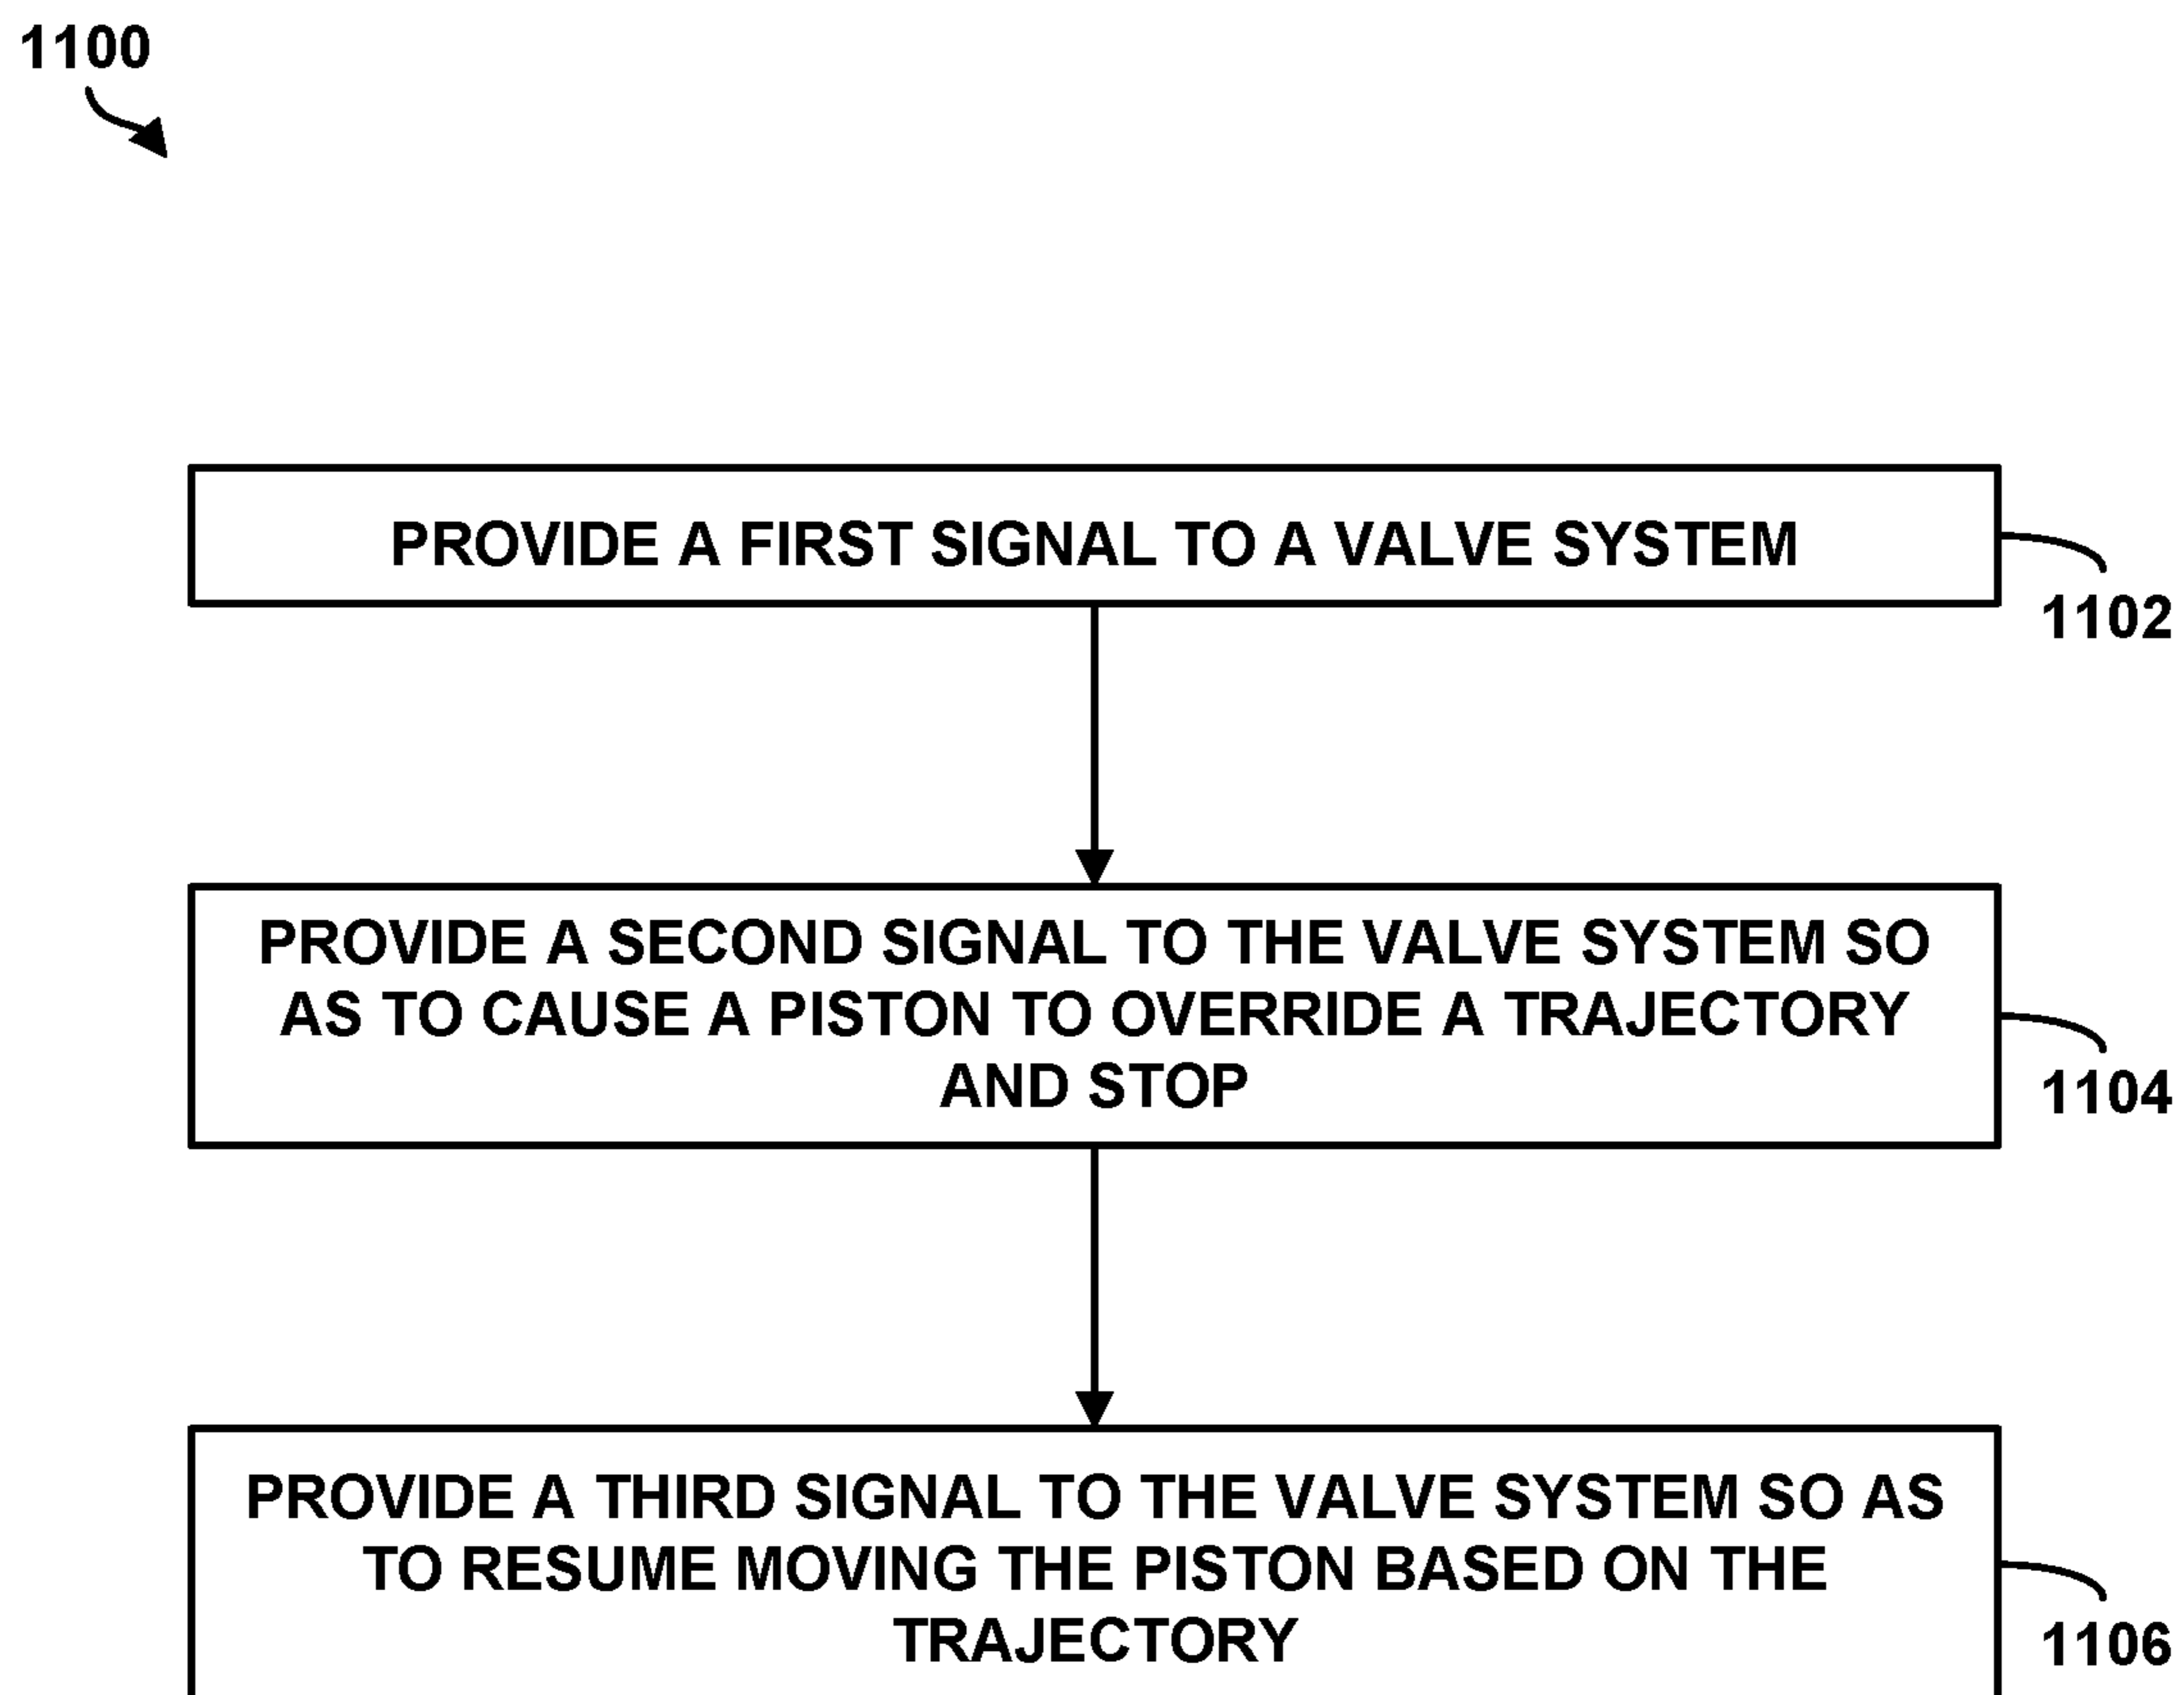 1100
PROVIDE A FIRST SIGNAL TO A VALVE SYSTEM
1102
PROVIDE A SECOND SIGNAL TO THE VALVE SYSTEM SO
AS TO CAUSE A PISTON TO OVERRIDE A TRAJECTORY
AND STOP
1104
PROVIDE A THIRD SIGNAL TO THE VALVE SYSTEM SO AS
TO RESUME MOVING THE PISTON BASED ON THE
TRAJECTORY
1106